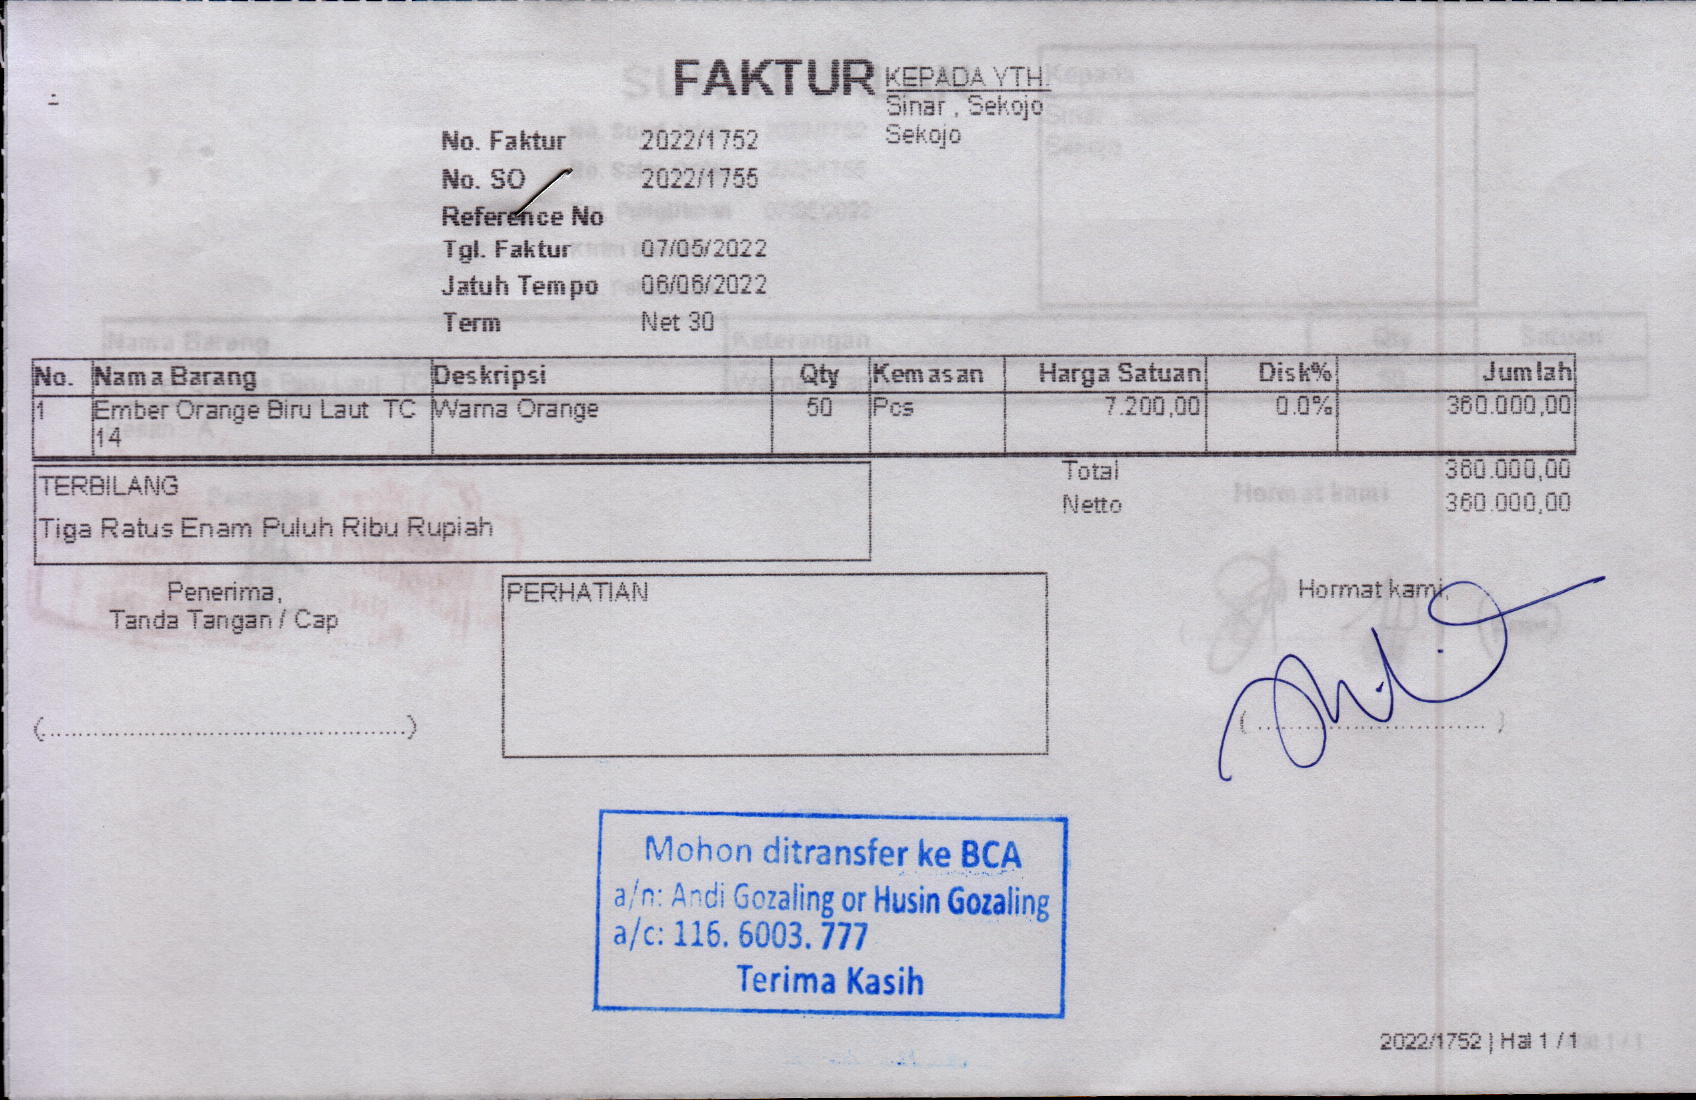 FAKTUR
KEPADA YTH.
Sinar , Sekojo
Sekojo
No. Faktur 2022/1752
No. SO 2022/1755
Reference No
Tgl. Faktur 07/05/2022
Jatuh Tempo 06/06/2022
Term Net 30
No. Nama Barang Deskripsi Qty Kemasan Harga Satuan Disk% Jumlah
1 Ember Orange Biru Laut TC Warna Orange 50 Pcs 7.200,00 0.0% 360.000,00
14
Total 360.000,00
Netto 360.000,00
TERBILANG
Tiga Ratus Enam Puluh Ribu Rupiah
Penerima,
Tanda Tangan / Cap
(..............................................)
PERHATIAN
Hormat kami,
( .............................. )
Mohon ditransfer ke BCA
a/n: Andi Gozaling or Husin Gozaling
a/c: 116. 6003. 777
Terima Kasih
2022/1752 | Hal 1 / 1